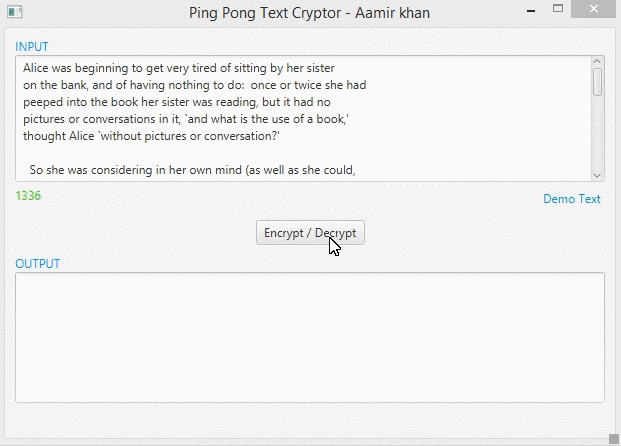 Ping Pong Text Cryptor - Aamir khan
INPUT
Alice was beginning to get very tired of sitting by her sister
on the bank, and of having nothing to do:  once or twice she had
peeped into the book her sister was reading, but it had no
pictures or conversations in it, `and what is the use of a book,'
thought Alice `without pictures or conversation?'
So she was considering in her own mind (as well as she could,
1336
Demo Text
Encrypt / Decrypt
OUTPUT